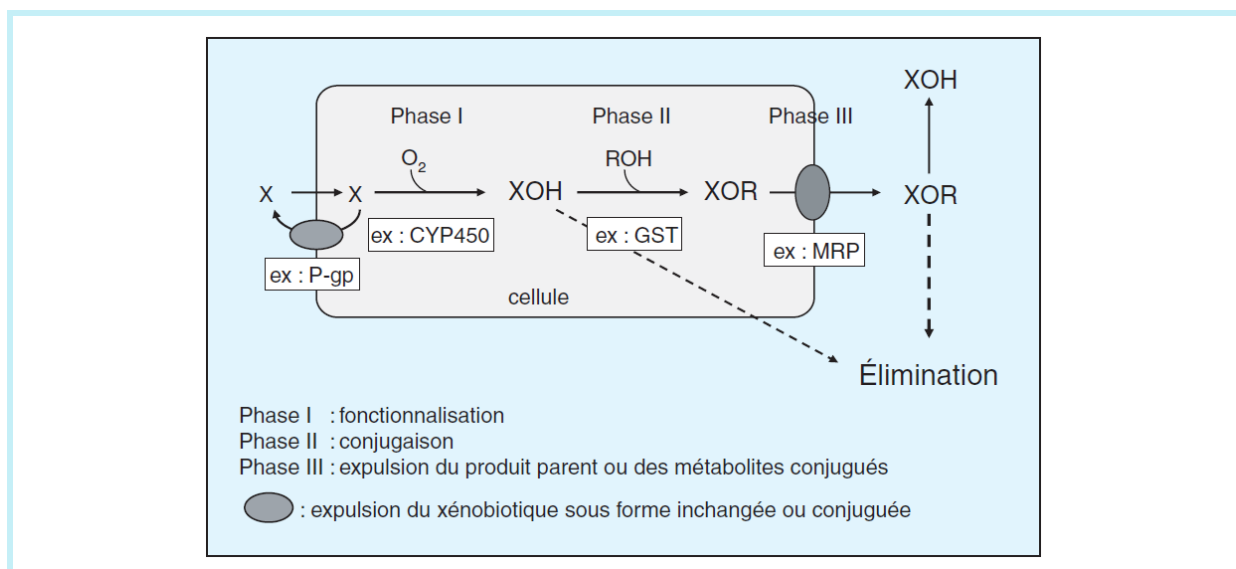 XOH
Phase I
Phase II
Phase III
O2
ROH
X
X
XOH
XOR
XOR
ex : CYP450
ex : GST
ex : MRP
ex : P-gp
cellule
Élimination
Phase I : fonctionnalisation
Phase II : conjugaison
Phase III : expulsion du produit parent ou des métabolites conjugués
: expulsion du xénobiotique sous forme inchangée ou conjuguée